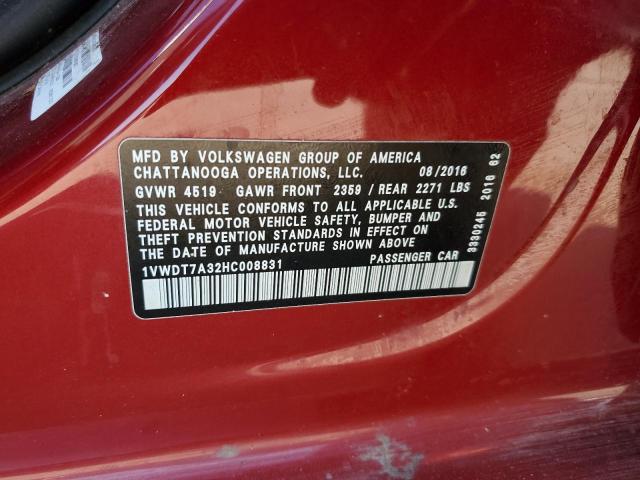 MFD BY VOLKSWAGEN GROUP OF AMERICA
CHATTANOOGA OPERATIONS, LLC. 08/2016
GVWR 4519 GAWR FRONT 2359 / REAR 2271 LBS
THIS VEHICLE CONFORMS TO ALL APPLICABLE U.S.
FEDERAL MOTOR VEHICLE SAFETY, BUMPER AND
THEFT PREVENTION STANDARDS IN EFFECT ON
THE DATE OF MANUFACTURE SHOWN ABOVE
1VWDT7A32HC008831 PASSENGER CAR
3330245 2016 62